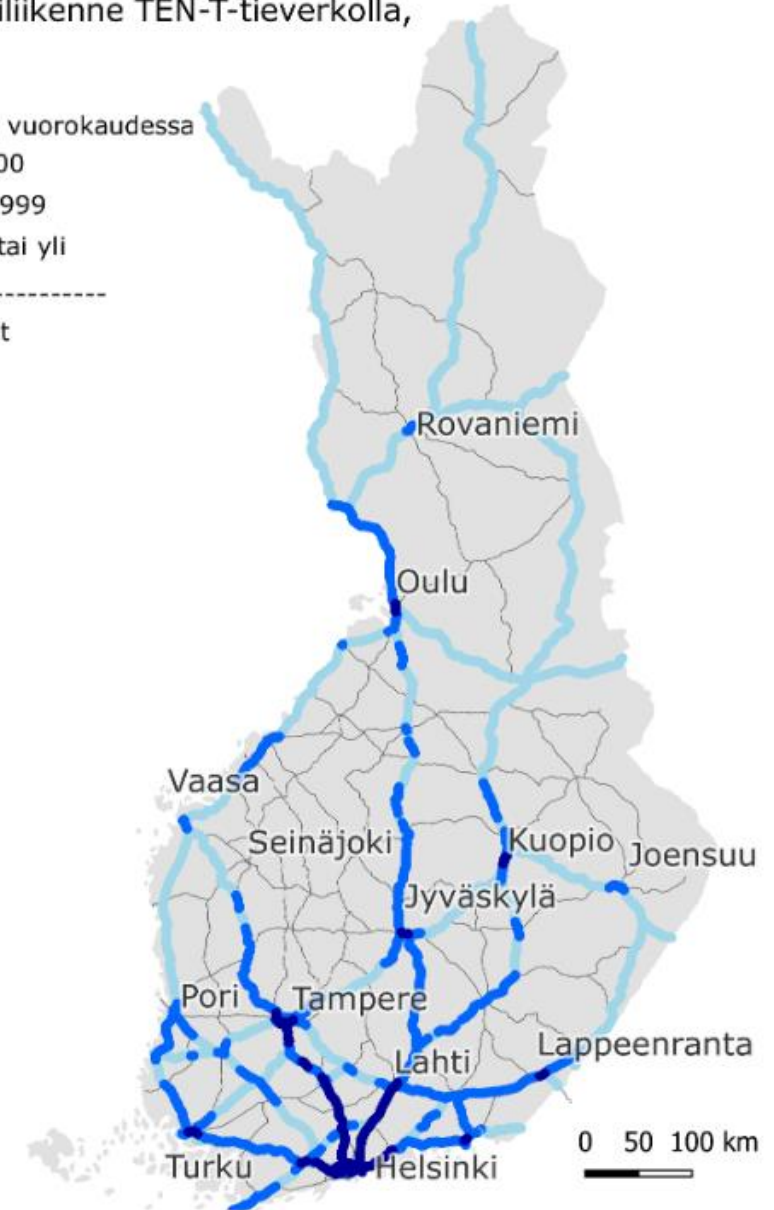 iliikenne TEN-T-tieverkolla,
vuorokaudessa
00
999
tai yli
----------
t
Rovaniemi
Oulu
Vaasa
Seinäjoki
Kuopio
Joensuu
Jyväskylä
Pori
Tampere
Lappeenranta
Lahti
0 50 100 km
Turku
Helsinki